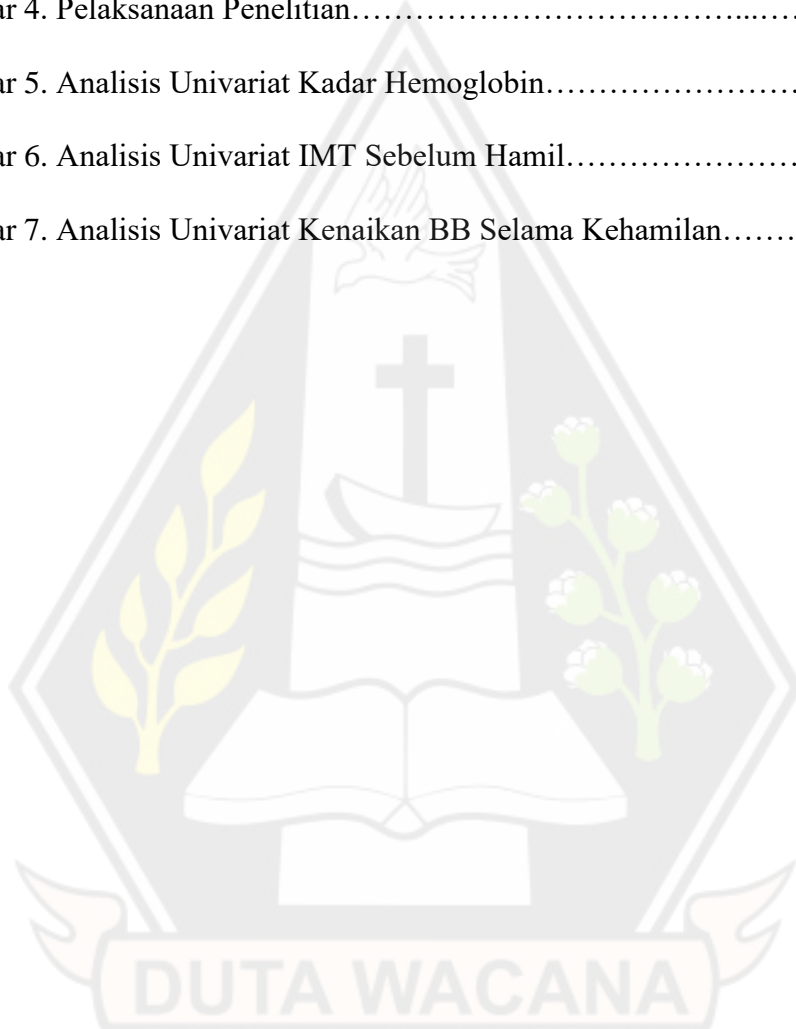 ar 4. Pelaksanaan Penelitian…………………………………...…..
ar 5. Analisis Univariat Kadar Hemoglobin……………………
ar 6. Analisis Univariat IMT Sebelum Hamil…………………
ar 7. Analisis Univariat Kenaikan BB Selama Kehamilan…….
DUTA WACANA